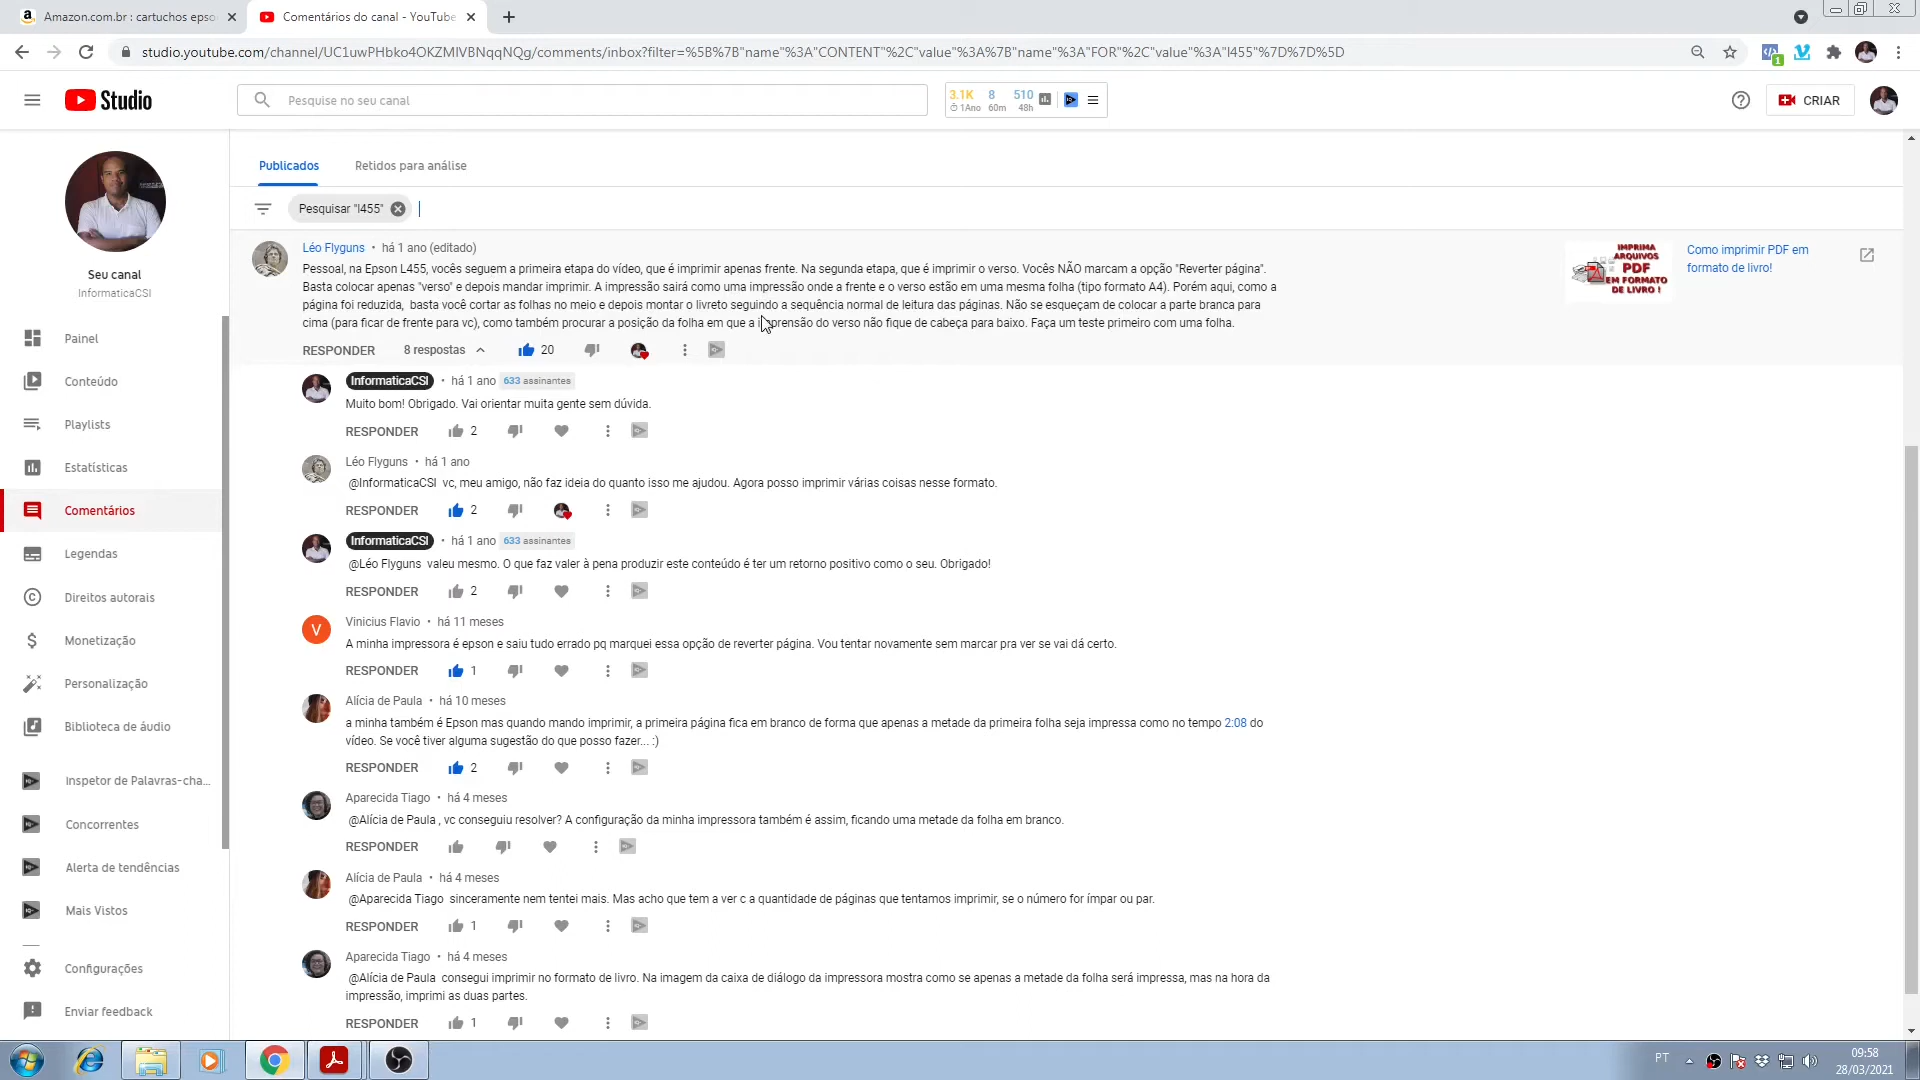 Amazon.com.br : cartuchos epso
Comentários do canal - YouTube
studio.youtube.com/channel/UC1uwPHbko4OKZMIVBNqqNQg/comments/inbox?filter=%5B%7B"name"%3A"CONTENT"%2C"value"%3A%7B"name"%3A"FOR"%2C"value"%3A"l455"%7D%7D%5D
1
Studio
Pesquise no seu canal
3.1K 8 510
1Ano 60m 48h
CRIAR
Seu canal
InformaticaCSI
Painel
Conteúdo
Playlists
Estatísticas
Comentários
Legendas
Direitos autorais
Monetização
Personalização
Biblioteca de áudio
Inspetor de Palavras-cha...
Concorrentes
Alerta de tendências
Mais Vistos
Configurações
Enviar feedback
Publicados Retidos para análise
Pesquisar "l455"
Léo Flyguns • há 1 ano (editado)
Pessoal, na Epson L455, vocês seguem a primeira etapa do vídeo, que é imprimir apenas frente. Na segunda etapa, que é imprimir o verso. Vocês NÃO marcam a opção "Reverter página".
Basta colocar apenas "verso" e depois mandar imprimir. A impressão sairá como uma impressão onde a frente e o verso estão em uma mesma folha (tipo formato A4). Porém aqui, como a
página foi reduzida, basta você cortar as folhas no meio e depois montar o livreto seguindo a sequência normal de leitura das páginas. Não se esqueçam de colocar a parte branca para
cima (para ficar de frente para vc), como também procurar a posição da folha em que a imprensão do verso não fique de cabeça para baixo. Faça um teste primeiro com uma folha.
RESPONDER 8 respostas 20
IMPRIMA
ARQUIVOS
PDF
EM FORMATO
DE LIVRO !
Como imprimir PDF em
formato de livro!
InformaticaCSI • há 1 ano 633 assinantes
Muito bom! Obrigado. Vai orientar muita gente sem dúvida.
RESPONDER 2
Léo Flyguns • há 1 ano
@InformaticaCSI vc, meu amigo, não faz ideia do quanto isso me ajudou. Agora posso imprimir várias coisas nesse formato.
RESPONDER 2
InformaticaCSI • há 1 ano 633 assinantes
@Léo Flyguns valeu mesmo. O que faz valer à pena produzir este conteúdo é ter um retorno positivo como o seu. Obrigado!
RESPONDER 2
V
Vinicius Flavio • há 11 meses
A minha impressora é epson e saiu tudo errado pq marquei essa opção de reverter página. Vou tentar novamente sem marcar pra ver se vai dá certo.
RESPONDER 1
Alícia de Paula • há 10 meses
a minha também é Epson mas quando mando imprimir, a primeira página fica em branco de forma que apenas a metade da primeira folha seja impressa como no tempo 2:08 do
vídeo. Se você tiver alguma sugestão do que posso fazer... :)
RESPONDER 2
Aparecida Tiago • há 4 meses
@Alícia de Paula , vc conseguiu resolver? A configuração da minha impressora também é assim, ficando uma metade da folha em branco.
RESPONDER
Alícia de Paula • há 4 meses
@Aparecida Tiago sinceramente nem tentei mais. Mas acho que tem a ver c a quantidade de páginas que tentamos imprimir, se o número for ímpar ou par.
RESPONDER 1
Aparecida Tiago • há 4 meses
@Alícia de Paula consegui imprimir no formato de livro. Na imagem da caixa de diálogo da impressora mostra como se apenas a metade da folha será impressa, mas na hora da
impressão, imprimi as duas partes.
RESPONDER 1
PT
09:58
28/03/2021